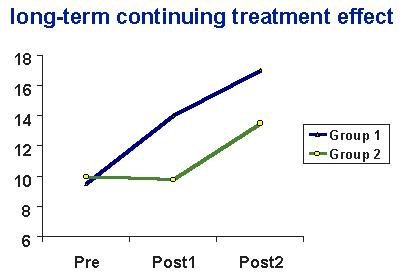 long-term continuing treatment effect
18
16
14
12
10
8
6
Pre Post1 Post2
Group 1
Group 2